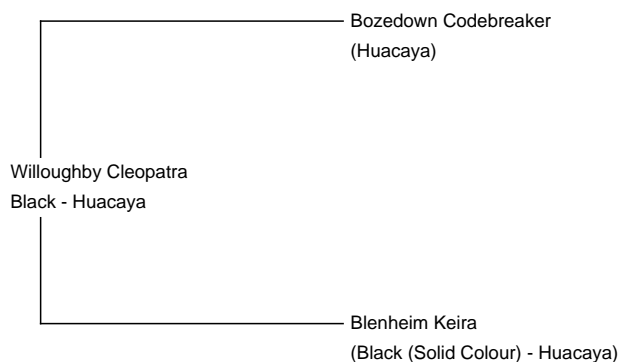 Bozedown Codebreaker
(Huacaya)
Willoughby Cleopatra
Black - Huacaya
Blenheim Keira
(Black (Solid Colour) - Huacaya)